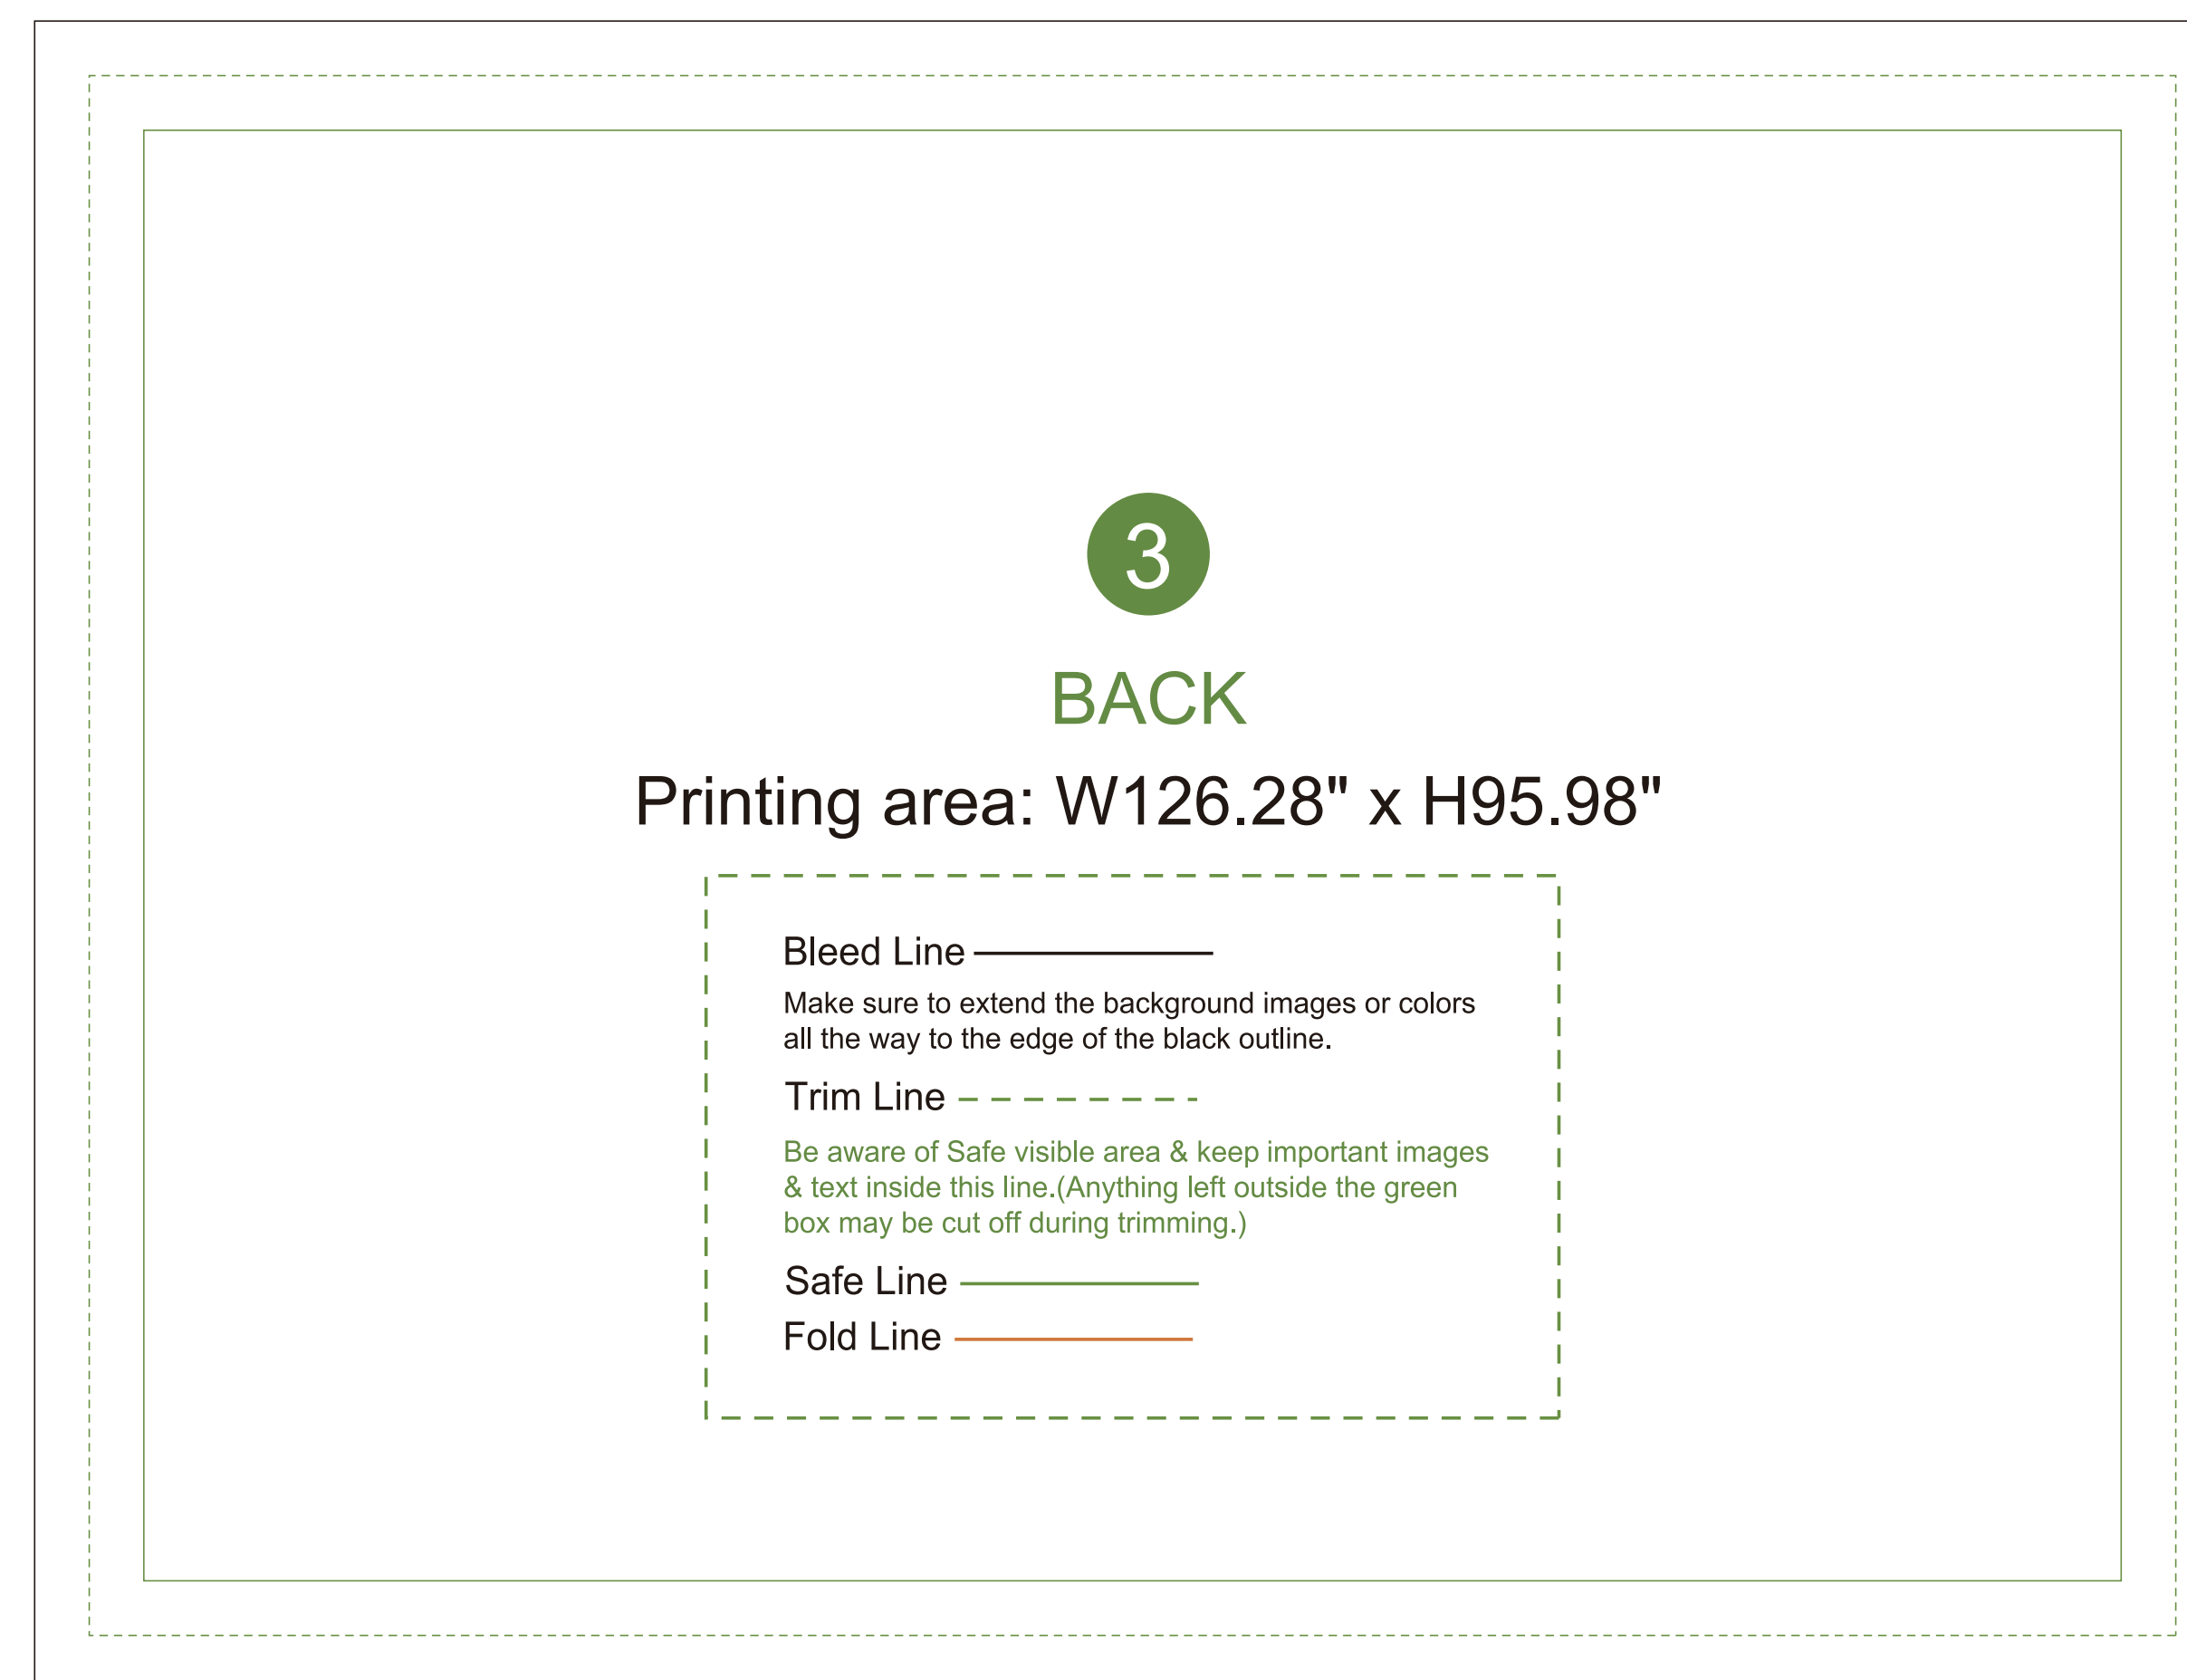 3
BACK
Printing area: W126.28" x H95.98"
Bleed Line
Make sure to extend the background images or colors
all the way to the edge of the black outline.
Trim Line
Be aware of Safe visible area & keep important images
& text inside this line.(Anything left outside the green
box may be cut off during trimming.)
Safe Line
Fold Line